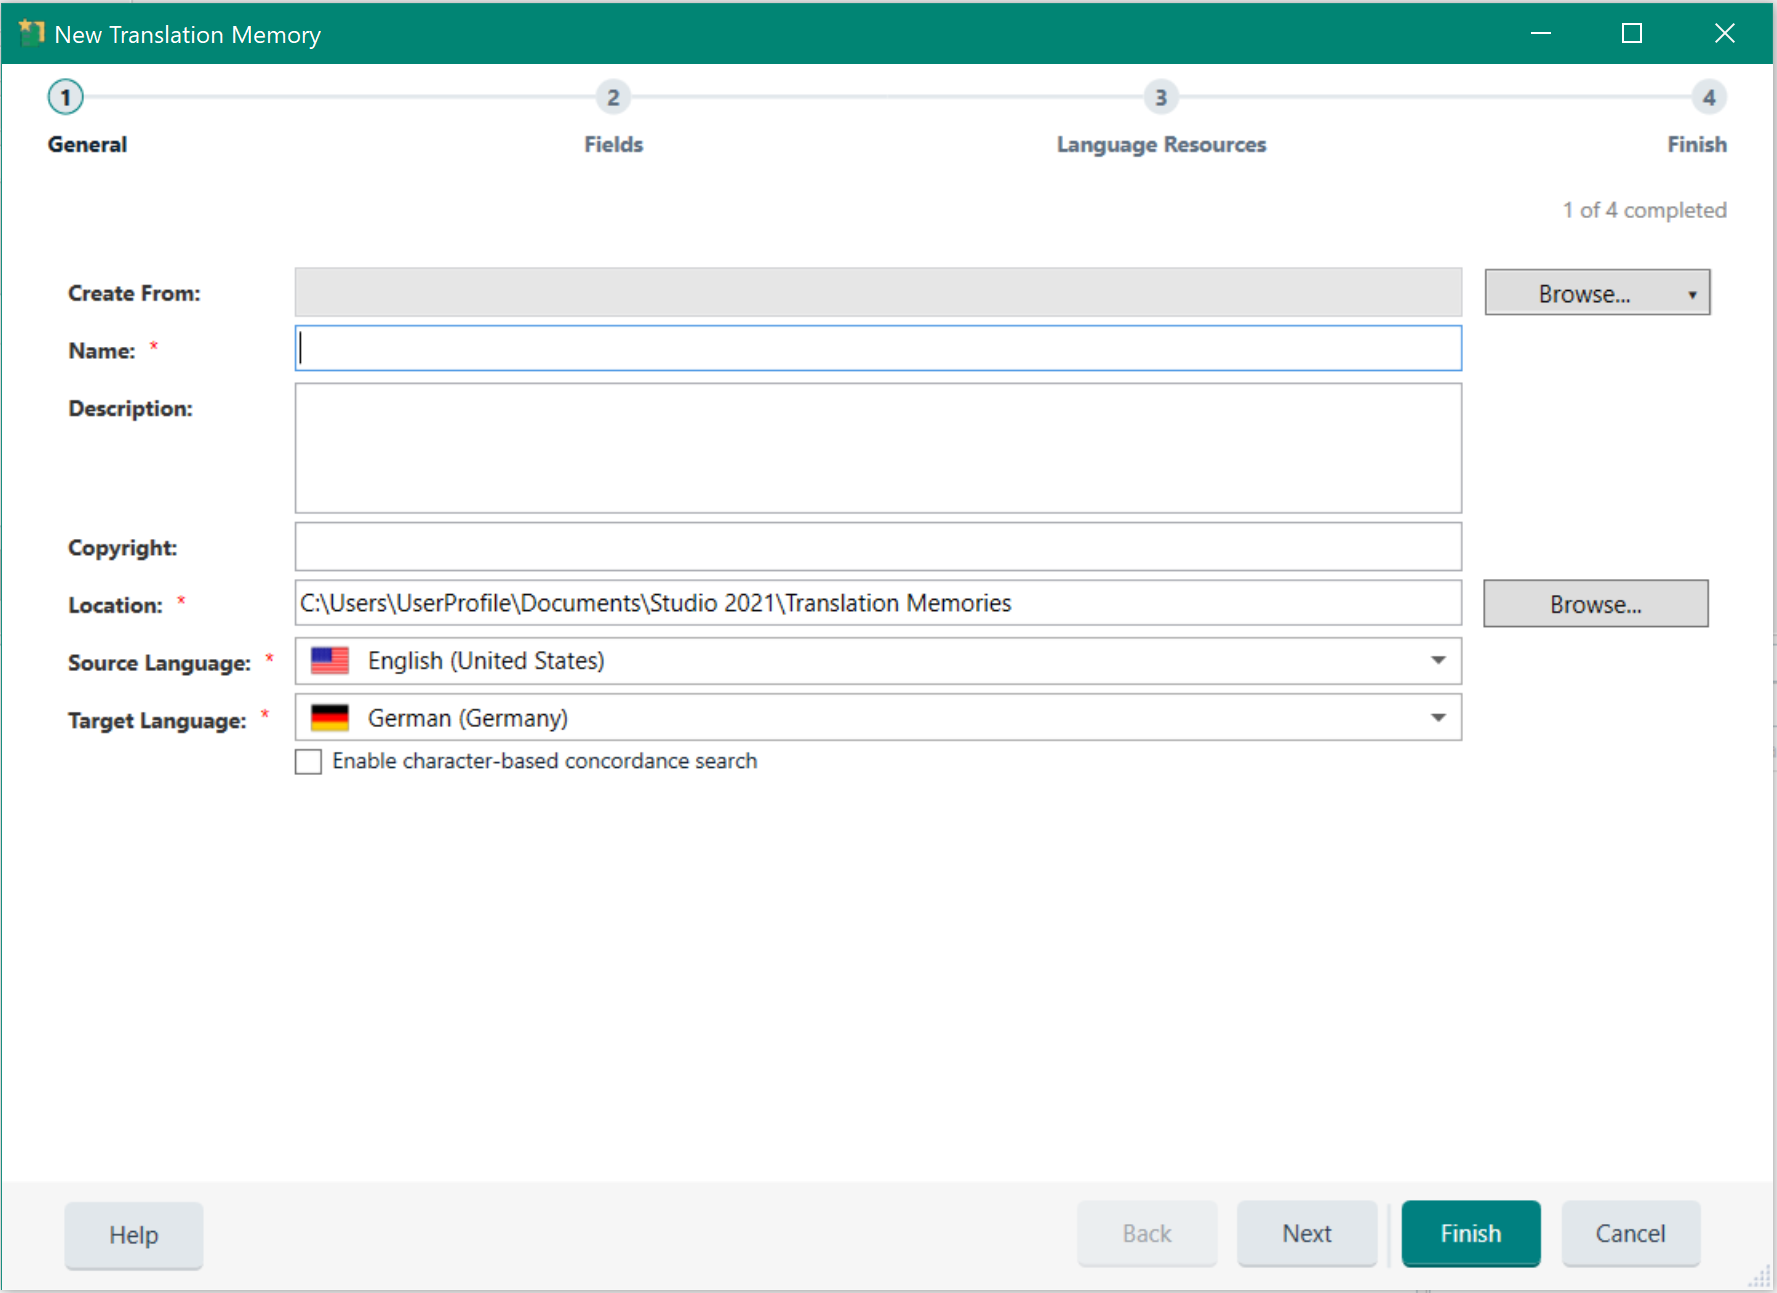 New Translation Memory
1 2 3 4
General Fields Language Resources Finish
1 of 4 completed
Create From: Browse...
Name: *
Description:
Copyright:
Location: * C:\Users\UserProfile\Documents\Studio 2021\Translation Memories Browse...
Source Language: * English (United States)
Target Language: * German (Germany)
Enable character-based concordance search
Help Back Next Finish Cancel